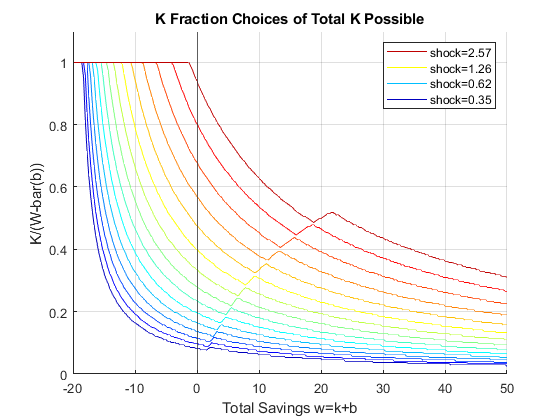 K Fraction Choices of Total K Possible
shock=2.57
shock=1.26
shock=0.62
shock=0.35
K/(W-bar(b))
1
0.8
0.6
0.4
0.2
0
-20 -10 0 10 20 30 40 50
Total Savings w=k+b